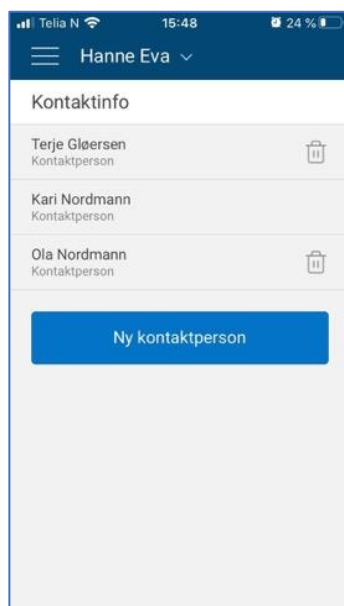 Telia N 15:48 24 %
Hanne Eva
Kontaktinfo
Terje Gløersen
Kontaktperson
Kari Nordmann
Kontaktperson
Ola Nordmann
Kontaktperson
Ny kontaktperson